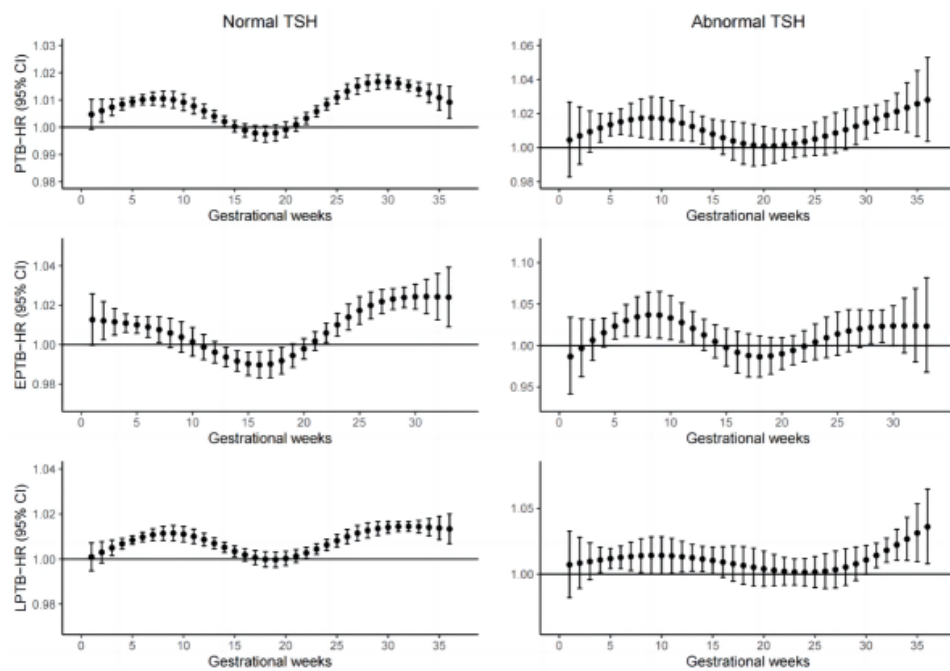 Normal TSH
Abnormal TSH
PTB-HR (95% CI)
1.03
1.02
1.01
1.00
0.99
0.98
0 5 10 15 20 25 30 35
Gestrational weeks
1.06
1.04
1.02
1.00
0.98
0 5 10 15 20 25 30 35
Gestrational weeks
EPTB-HR (95% CI)
1.04
1.02
1.00
0.98
0 5 10 15 20 25 30
Gestrational weeks
1.10
1.05
1.00
0.95
0 5 10 15 20 25 30
Gestrational weeks
LPTB-HR (95% CI)
1.04
1.02
1.00
0.98
0 5 10 15 20 25 30 35
Gestrational weeks
1.05
1.00
0 5 10 15 20 25 30 35
Gestrational weeks